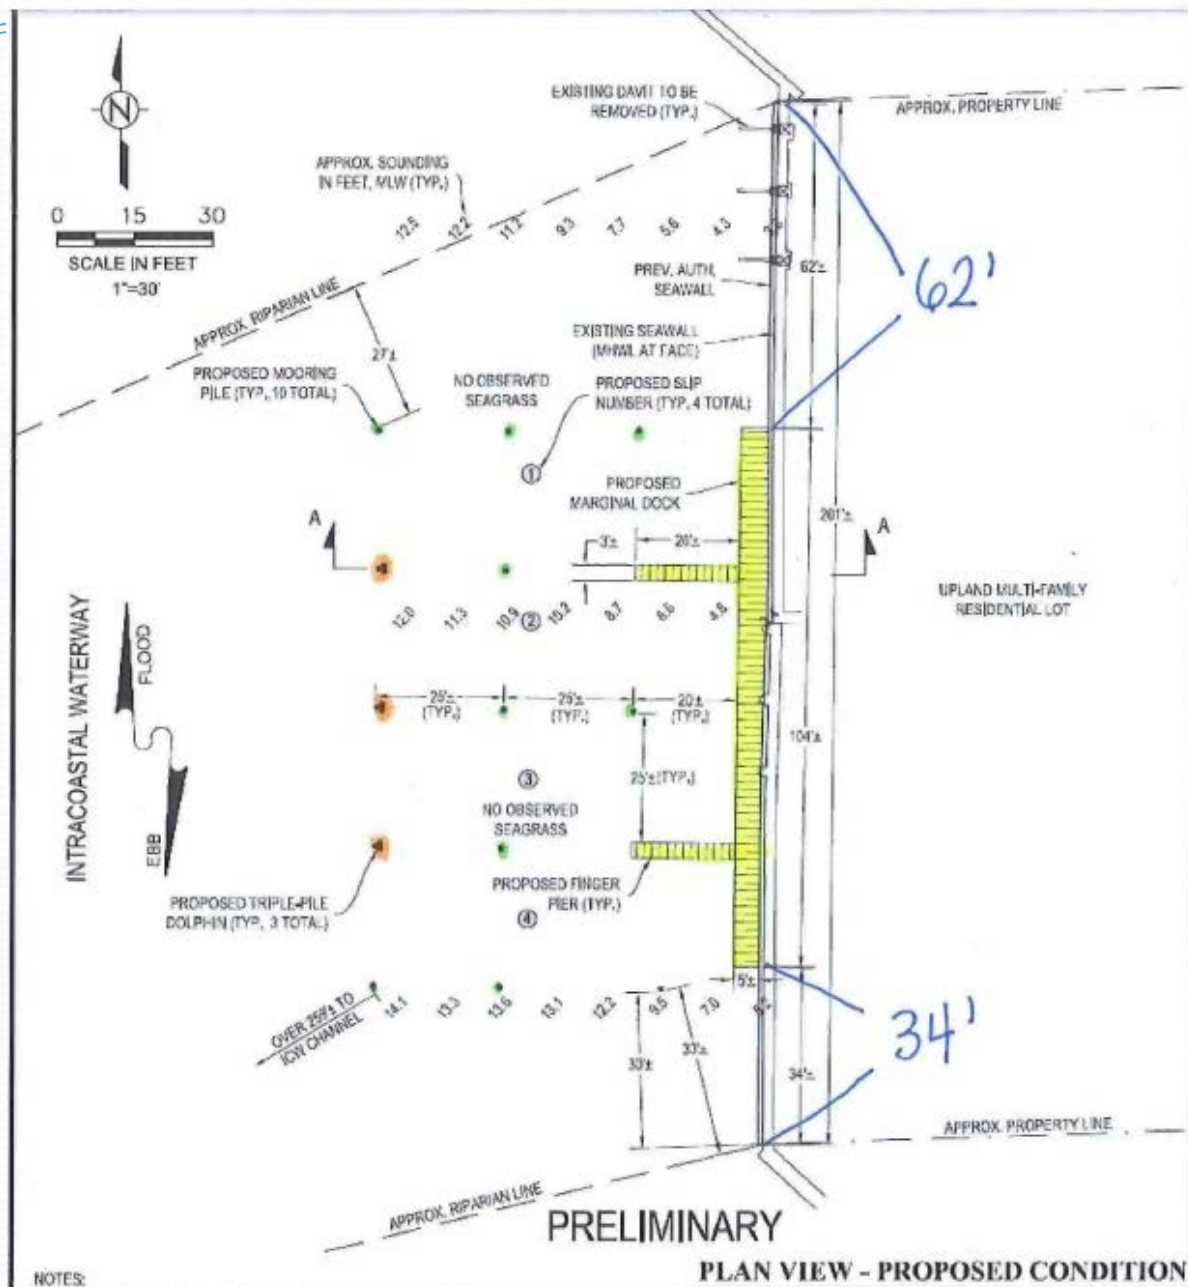 EXISTING DAVIT TO BE
REMOVED (TYP.)
APPROX. PROPERTY LINE
N
APPROX. SOUNDING
IN FEET, MLW (TYP.)
0 15 30
SCALE IN FEET
1"=30'
12.5 12.2 11.2 9.3 7.7 5.6 4.3
PREV. AUTH.
SEAWALL
62'±
62'
APPROX. RIPARIAN LINE
EXISTING SEAWALL
(MHWL AT FACE)
27'±
PROPOSED MOORING
PILE (TYP. 10 TOTAL)
NO OBSERVED
SEAGRASS
PROPOSED SLIP
NUMBER (TYP. 4 TOTAL)
1
PROPOSED
MARGINAL DOCK
201'±
A A
3'± 20'±
UPLAND MULTI-FAMILY
RESIDENTIAL LOT
12.0 11.3 10.9 10.2 8.7 6.6 4.8
2
FLOOD
INTRACOASTAL WATERWAY
25'± 25'± 20'±
(TYP.) (TYP.) (TYP.)
104'±
25'± (TYP.)
3
NO OBSERVED
SEAGRASS
EBB
PROPOSED FINGER
PIER (TYP.)
PROPOSED TRIPLE-PILE
DOLPHIN (TYP. 3 TOTAL)
4
5'±
14.1 13.3 13.6 13.1 12.2 9.5 7.0
OVER 259'± TO
ICW CHANNEL
34'
30'± 33'± 34'±
APPROX. PROPERTY LINE
APPROX. RIPARIAN LINE
PRELIMINARY
PLAN VIEW - PROPOSED CONDITION
NOTES: